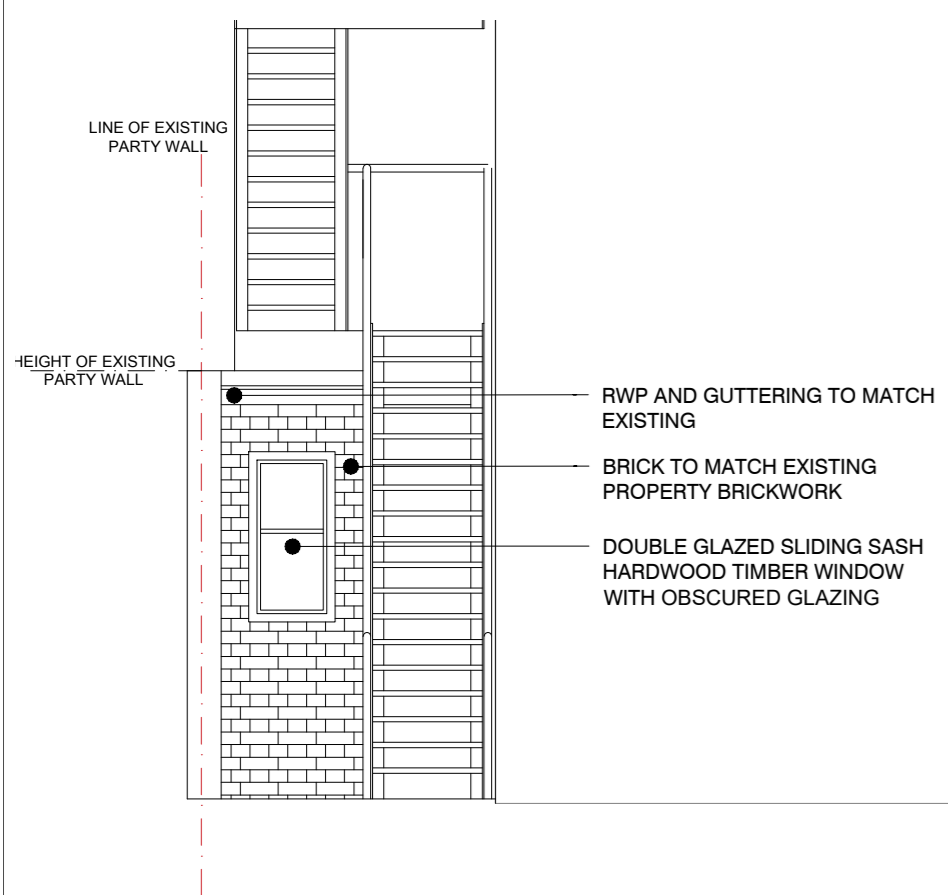 LINE OF EXISTING
PARTY WALL
HEIGHT OF EXISTING
PARTY WALL
RWP AND GUTTERING TO MATCH
EXISTING
BRICK TO MATCH EXISTING
PROPERTY BRICKWORK
DOUBLE GLAZED SLIDING SASH
HARDWOOD TIMBER WINDOW
WITH OBSCURED GLAZING